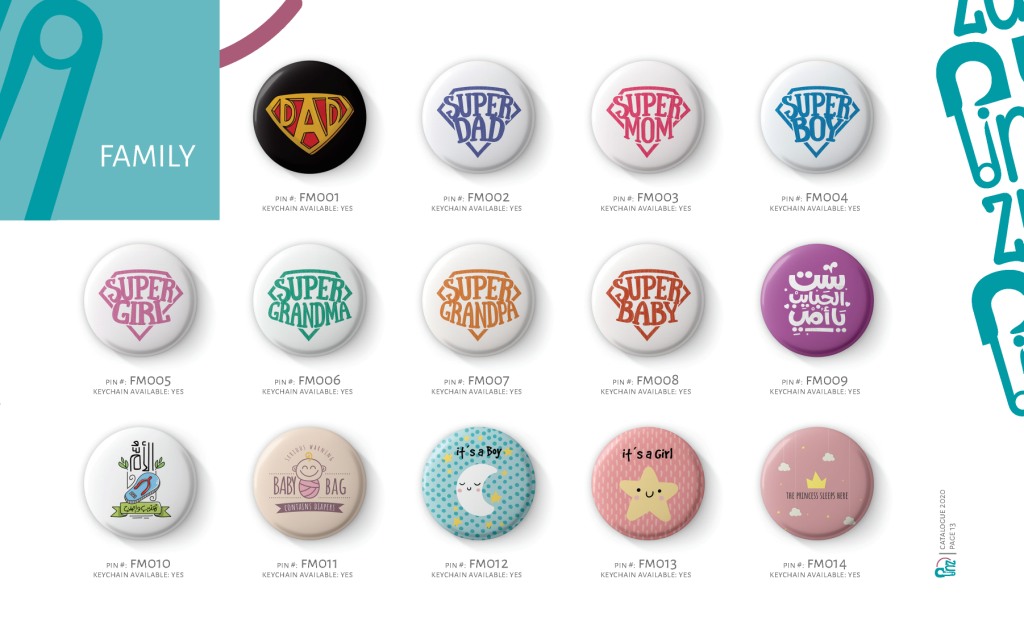 FAMILY
DAD
PIN #: FM001
KEYCHAIN AVAILABLE: YES
SUPER
DAD
PIN #: FM002
KEYCHAIN AVAILABLE: YES
SUPER
MOM
PIN #: FM003
KEYCHAIN AVAILABLE: YES
SUPER
BOY
PIN #: FM004
KEYCHAIN AVAILABLE: YES
SUPER
GIRL
PIN #: FM005
KEYCHAIN AVAILABLE: YES
SUPER
GRANDMA
PIN #: FM006
KEYCHAIN AVAILABLE: YES
SUPER
GRANDPA
PIN #: FM007
KEYCHAIN AVAILABLE: YES
SUPER
BABY
PIN #: FM008
KEYCHAIN AVAILABLE: YES
ست
الحبايب
يا أمي
PIN #: FM009
KEYCHAIN AVAILABLE: YES
الأم
PIN #: FM010
KEYCHAIN AVAILABLE: YES
SERIOUS WARNING
BABY BAG
CONTAINS DIAPERS
PIN #: FM011
KEYCHAIN AVAILABLE: YES
it's a Boy
PIN #: FM012
KEYCHAIN AVAILABLE: YES
it's a Girl
PIN #: FM013
KEYCHAIN AVAILABLE: YES
THE PRINCESS SLEEPS HERE
PIN #: FM014
KEYCHAIN AVAILABLE: YES
CATALOGUE 2020
PAGE 13